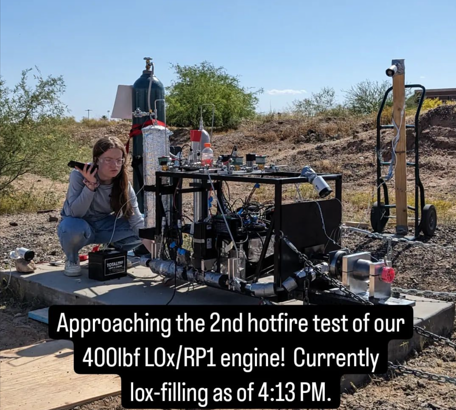 Approaching the 2nd hotfire test of our
400lbf LOx/RP1 engine! Currently
lox-filling as of 4:13 PM.